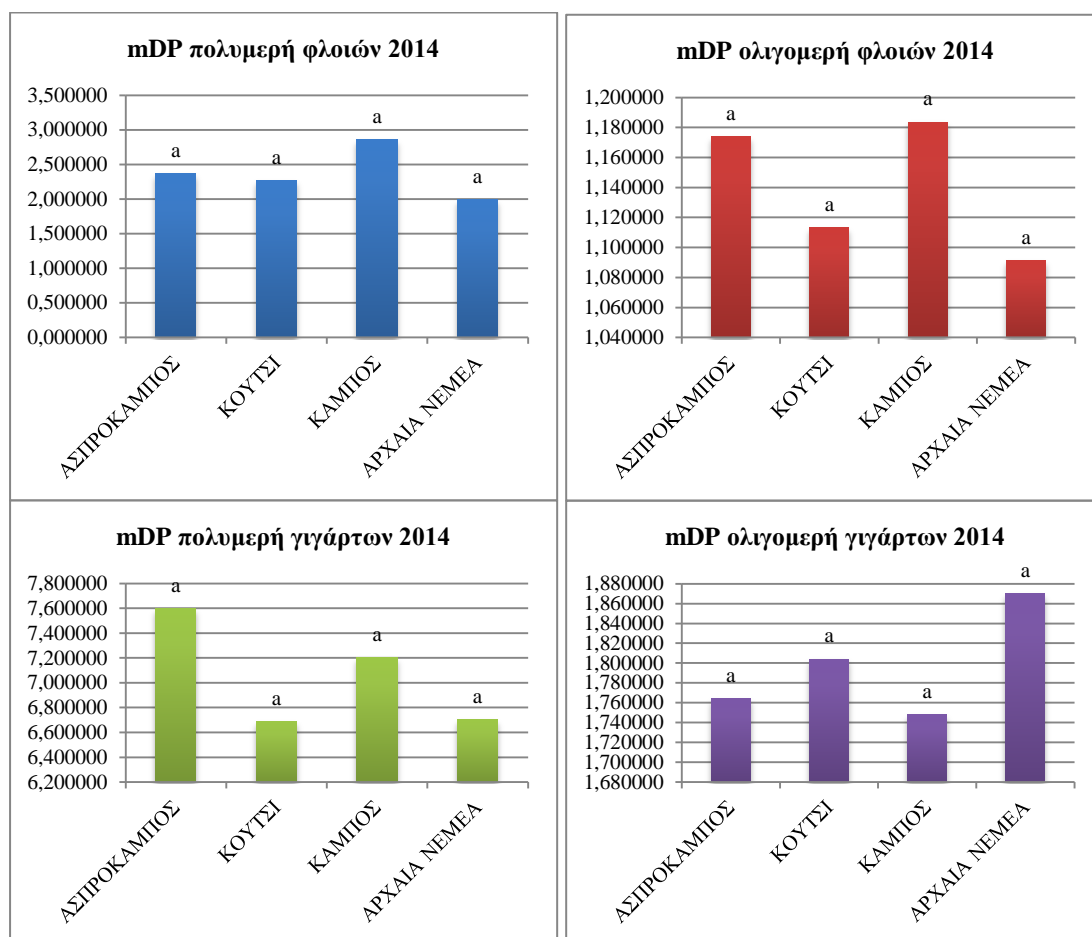 mDP πολυμερή φλοιών 2014
3,500000
3,000000
2,500000
2,000000
1,500000
1,000000
0,500000
0,000000
a
a
a
a
ΑΣΠΡΟΚΑΜΠΟΣ
ΚΟΥΤΣΙ
ΚΑΜΠΟΣ
ΑΡΧΑΙΑ ΝΕΜΕΑ
mDP ολιγομερή φλοιών 2014
1,200000
1,180000
1,160000
1,140000
1,120000
1,100000
1,080000
1,060000
1,040000
a
a
a
a
ΑΣΠΡΟΚΑΜΠΟΣ
ΚΟΥΤΣΙ
ΚΑΜΠΟΣ
ΑΡΧΑΙΑ ΝΕΜΕΑ
mDP πολυμερή γιγάρτων 2014
7,800000
7,600000
7,400000
7,200000
7,000000
6,800000
6,600000
6,400000
6,200000
a
a
a
a
ΑΣΠΡΟΚΑΜΠΟΣ
ΚΟΥΤΣΙ
ΚΑΜΠΟΣ
ΑΡΧΑΙΑ ΝΕΜΕΑ
mDP ολιγομερή γιγάρτων 2014
1,880000
1,860000
1,840000
1,820000
1,800000
1,780000
1,760000
1,740000
1,720000
1,700000
1,680000
a
a
a
a
ΑΣΠΡΟΚΑΜΠΟΣ
ΚΟΥΤΣΙ
ΚΑΜΠΟΣ
ΑΡΧΑΙΑ ΝΕΜΕΑ